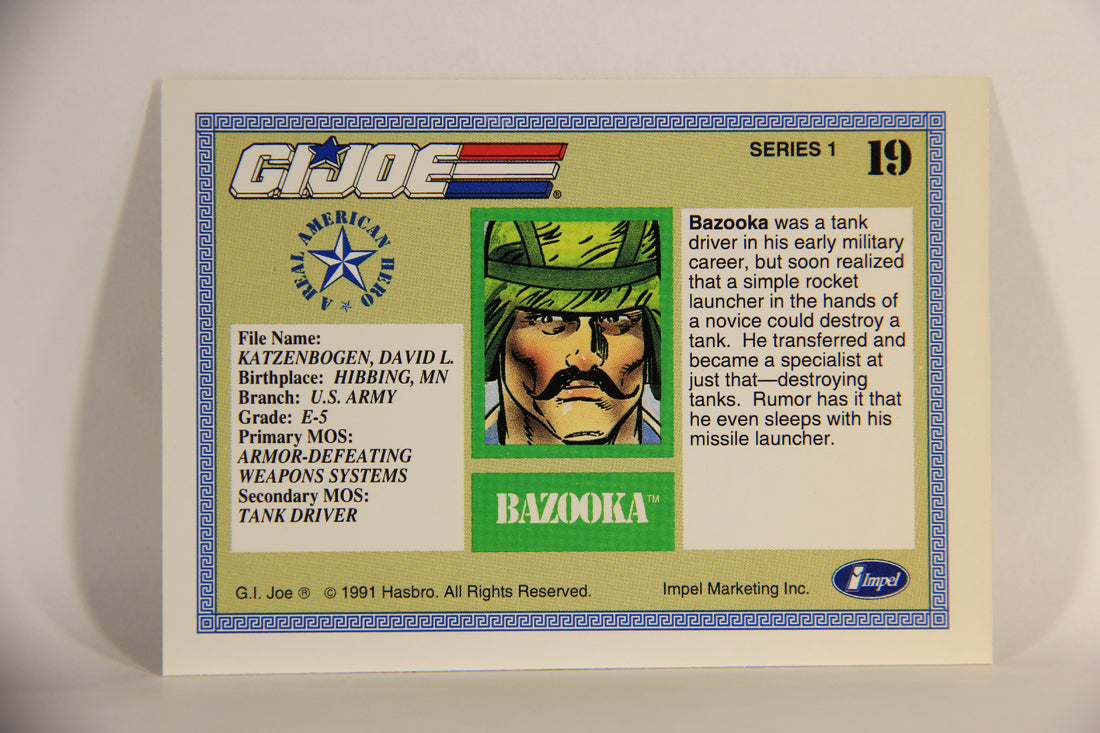 G.I. JOE ®
SERIES 1 19
A REAL AMERICAN HERO
File Name:
KATZENBOGEN, DAVID L.
Birthplace: HIBBING, MN
Branch: U.S. ARMY
Grade: E-5
Primary MOS:
ARMOR-DEFEATING
WEAPONS SYSTEMS
Secondary MOS:
TANK DRIVER
BAZOOKA™
Bazooka was a tank
driver in his early military
career, but soon realized
that a simple rocket
launcher in the hands of
a novice could destroy a
tank. He transferred and
became a specialist at
just that—destroying
tanks. Rumor has it that
he even sleeps with his
missile launcher.
G.I. Joe ® © 1991 Hasbro. All Rights Reserved.
Impel Marketing Inc.
Impel